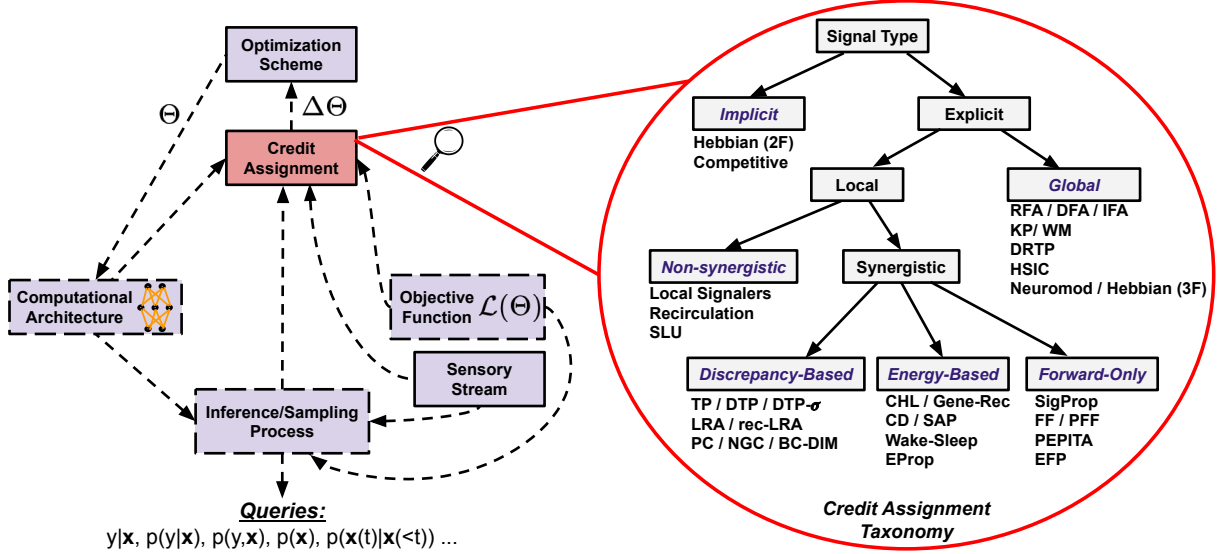 Optimization
Scheme
Θ
ΔΘ
Credit
Assignment
Computational
Architecture
Objective
Function ℒ(Θ)
Sensory
Stream
Inference/Sampling
Process
Queries:
y|x, p(y|x), p(y,x), p(x), p(x(t)|x(<t)) ...
Signal Type
Implicit
Hebbian (2F)
Competitive
Explicit
Local
Global
RFA / DFA / IFA
KP/ WM
DRTP
HSIC
Neuromod / Hebbian (3F)
Non-synergistic
Local Signalers
Recirculation
SLU
Synergistic
Discrepancy-Based
TP / DTP / DTP-σ
LRA / rec-LRA
PC / NGC / BC-DIM
Energy-Based
CHL / Gene-Rec
CD / SAP
Wake-Sleep
EProp
Forward-Only
SigProp
FF / PFF
PEPITA
EFP
Credit Assignment
Taxonomy